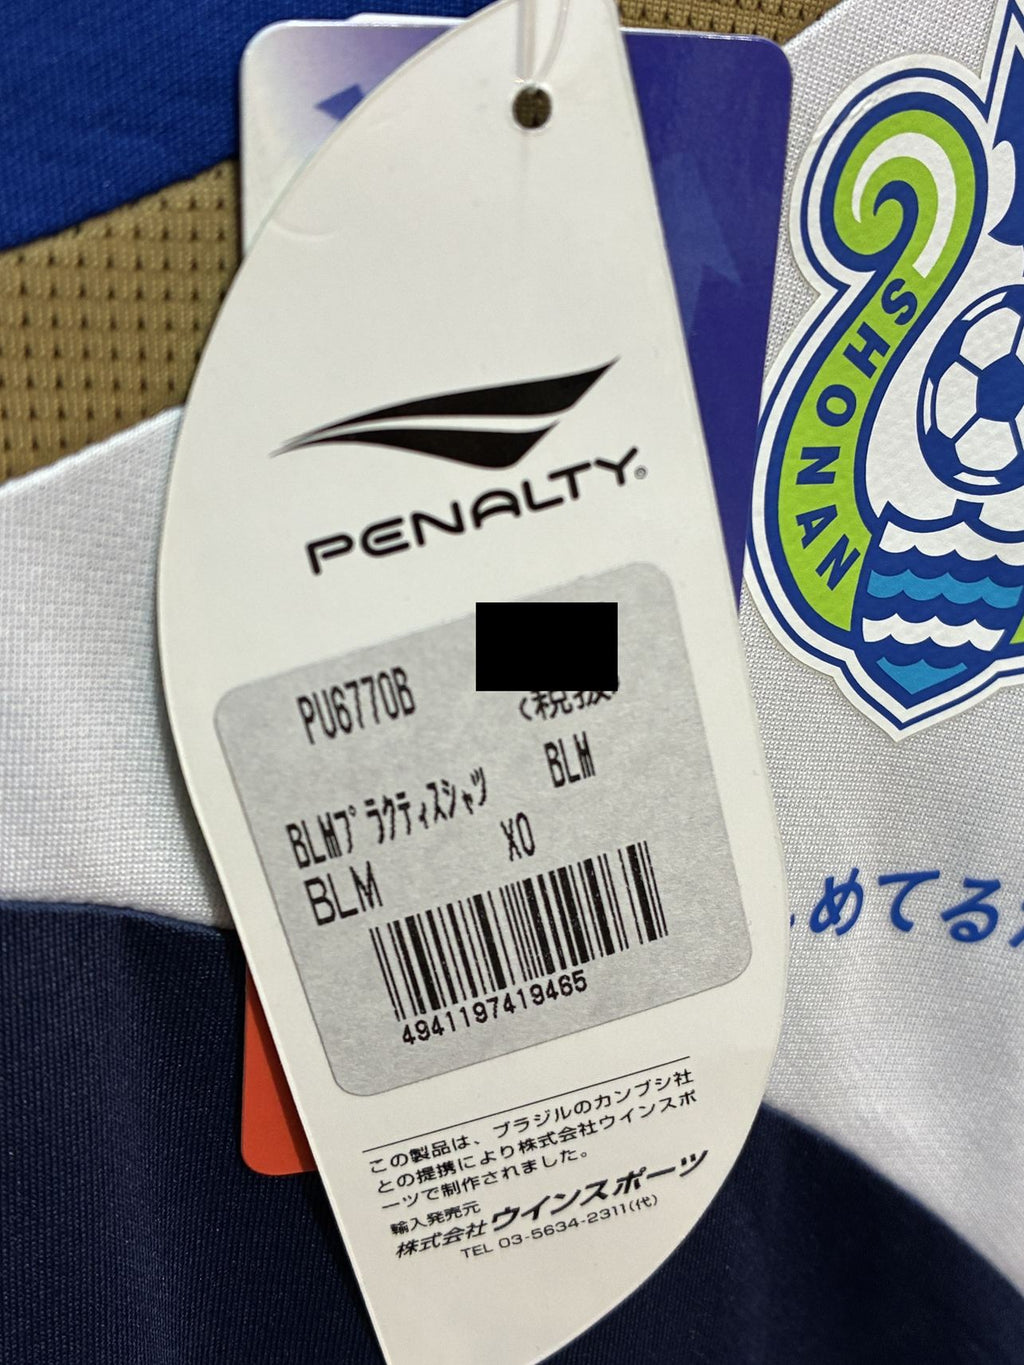 PENALTY®
PU6770B
<税抜>
BLMプラクティスシャツ BLM
BLM XO
4941197419465
この製品は、ブラジルのカンブシ社
との提携により株式会社ウインスポ
ーツで制作されました。
輸入発売元
株式会社ウインスポーツ
TEL 03-5634-2311(代)
SHONAN
めてる